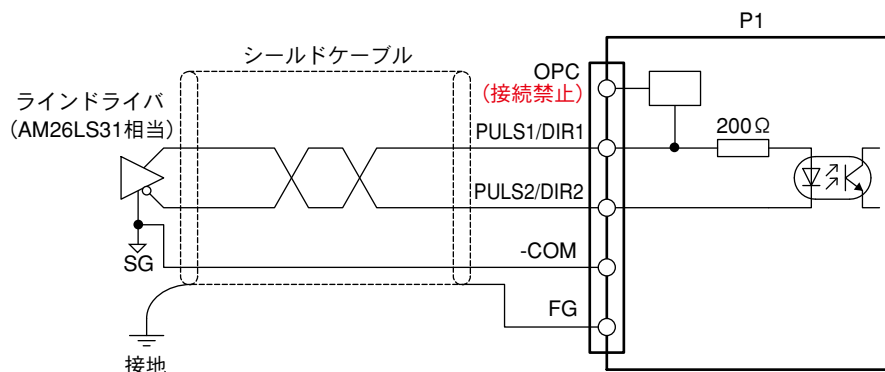 P1
シールドケーブル
OPC
(接続禁止)
ラインドライバ
(AM26LS31相当)
PULS1/DIR1
200Ω
PULS2/DIR2
-COM
SG
FG
接地